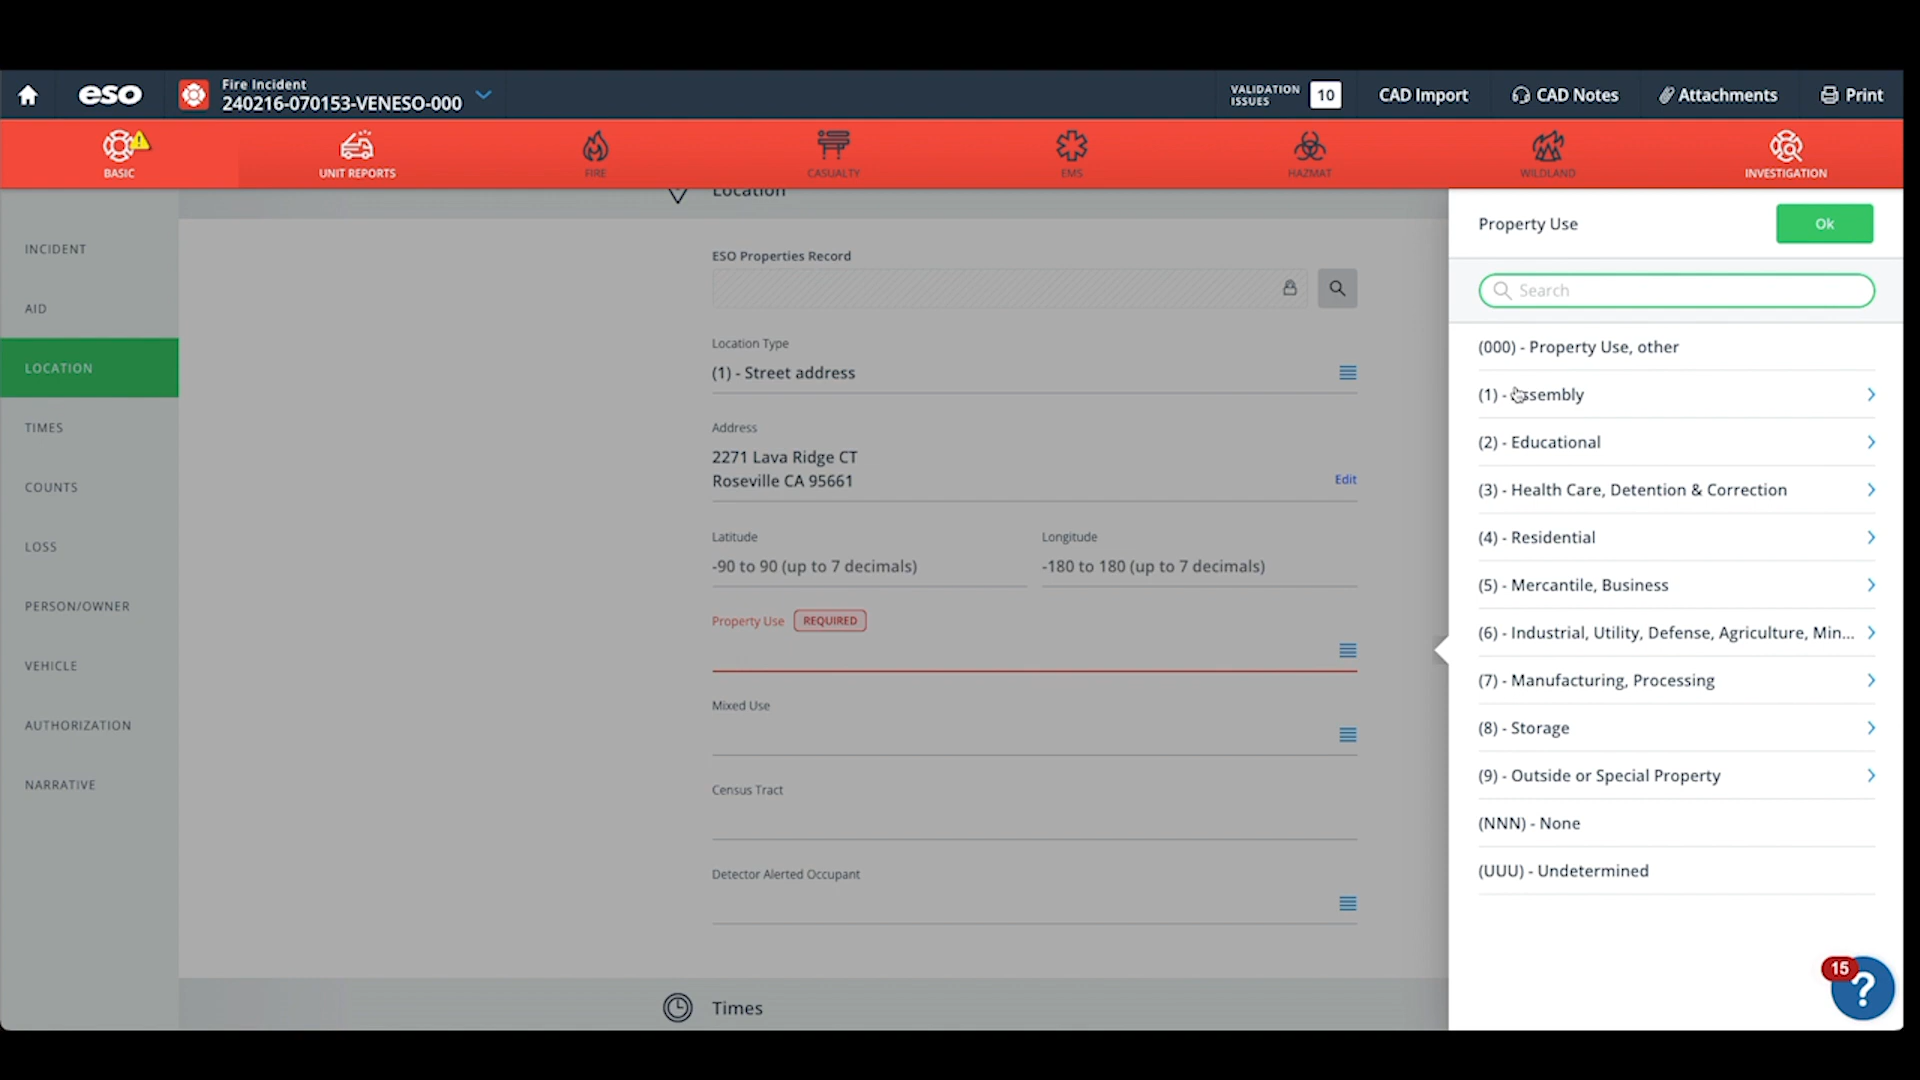 eso
Fire Incident
240216-070153-VENESO-000
VALIDATION
ISSUES
10
CAD Import
CAD Notes
Attachments
Print
BASIC
UNIT REPORTS
FIRE
CASUALTY
EMS
HAZMAT
WILDLAND
INVESTIGATION
INCIDENT
AID
LOCATION
TIMES
COUNTS
LOSS
PERSON/OWNER
VEHICLE
AUTHORIZATION
NARRATIVE
Location
ESO Properties Record
Location Type
(1) - Street address
Address
2271 Lava Ridge CT
Roseville CA 95661
Edit
Latitude
Longitude
-90 to 90 (up to 7 decimals)
-180 to 180 (up to 7 decimals)
Property Use REQUIRED
Mixed Use
Census Tract
Detector Alerted Occupant
Times
Property Use
Ok
Search
(000) - Property Use, other
(1) - Assembly
(2) - Educational
(3) - Health Care, Detention & Correction
(4) - Residential
(5) - Mercantile, Business
(6) - Industrial, Utility, Defense, Agriculture, Min...
(7) - Manufacturing, Processing
(8) - Storage
(9) - Outside or Special Property
(NNN) - None
(UUU) - Undetermined
15
?